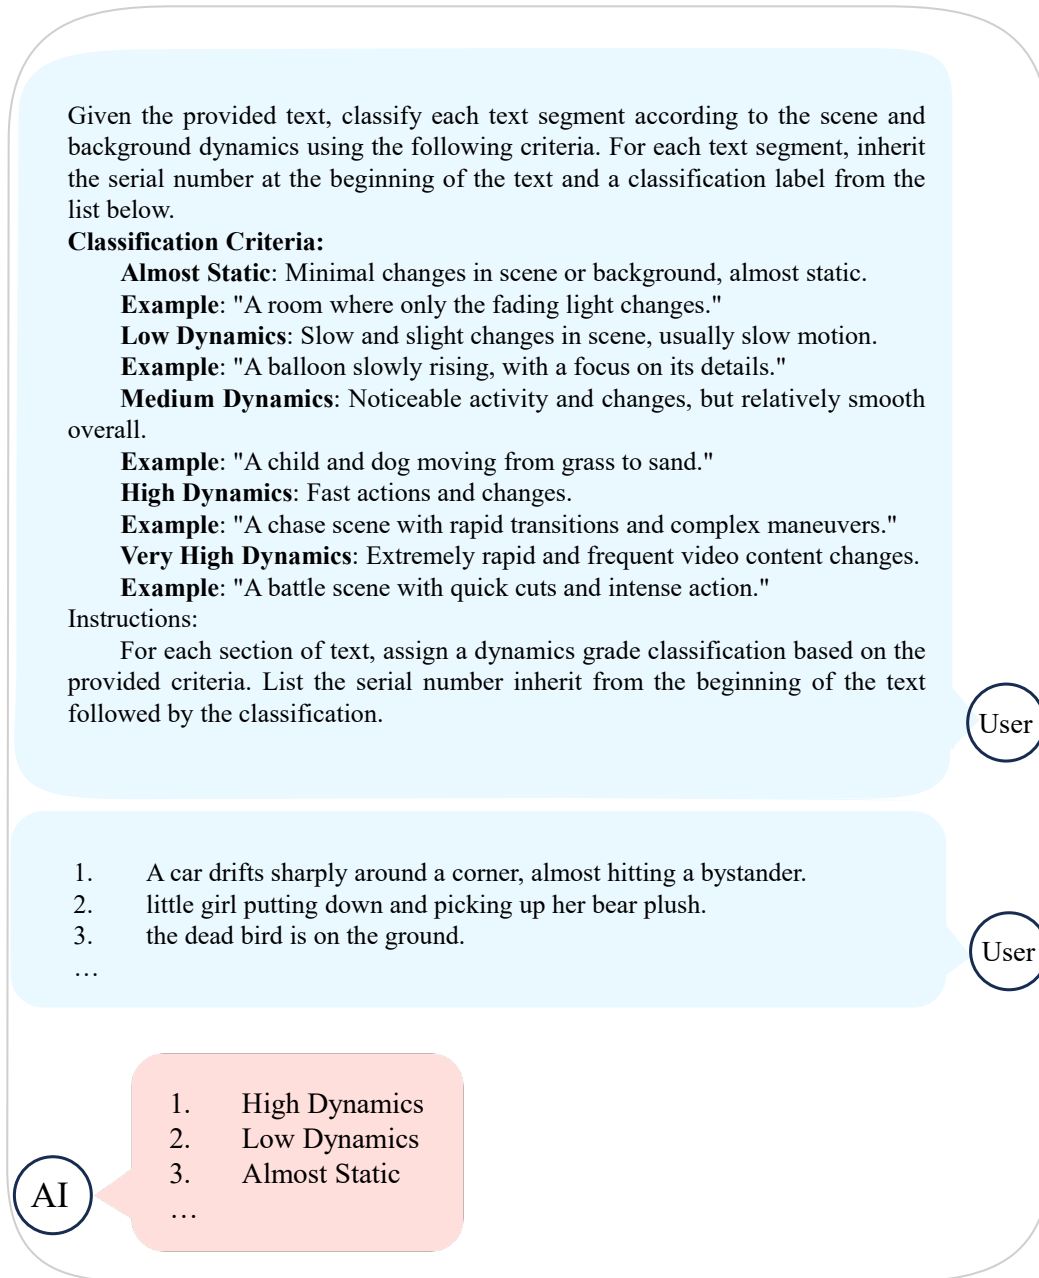 Given the provided text, classify each text segment according to the scene and
background dynamics using the following criteria. For each text segment, inherit
the serial number at the beginning of the text and a classification label from the
list below.
Classification Criteria:
Almost Static: Minimal changes in scene or background, almost static.
Example: "A room where only the fading light changes."
Low Dynamics: Slow and slight changes in scene, usually slow motion.
Example: "A balloon slowly rising, with a focus on its details."
Medium Dynamics: Noticeable activity and changes, but relatively smooth
overall.
Example: "A child and dog moving from grass to sand."
High Dynamics: Fast actions and changes.
Example: "A chase scene with rapid transitions and complex maneuvers."
Very High Dynamics: Extremely rapid and frequent video content changes.
Example: "A battle scene with quick cuts and intense action."
Instructions:
For each section of text, assign a dynamics grade classification based on the
provided criteria. List the serial number inherit from the beginning of the text
followed by the classification.
User
1. A car drifts sharply around a corner, almost hitting a bystander.
2. little girl putting down and picking up her bear plush.
3. the dead bird is on the ground.
…
User
1. High Dynamics
2. Low Dynamics
3. Almost Static
…
AI